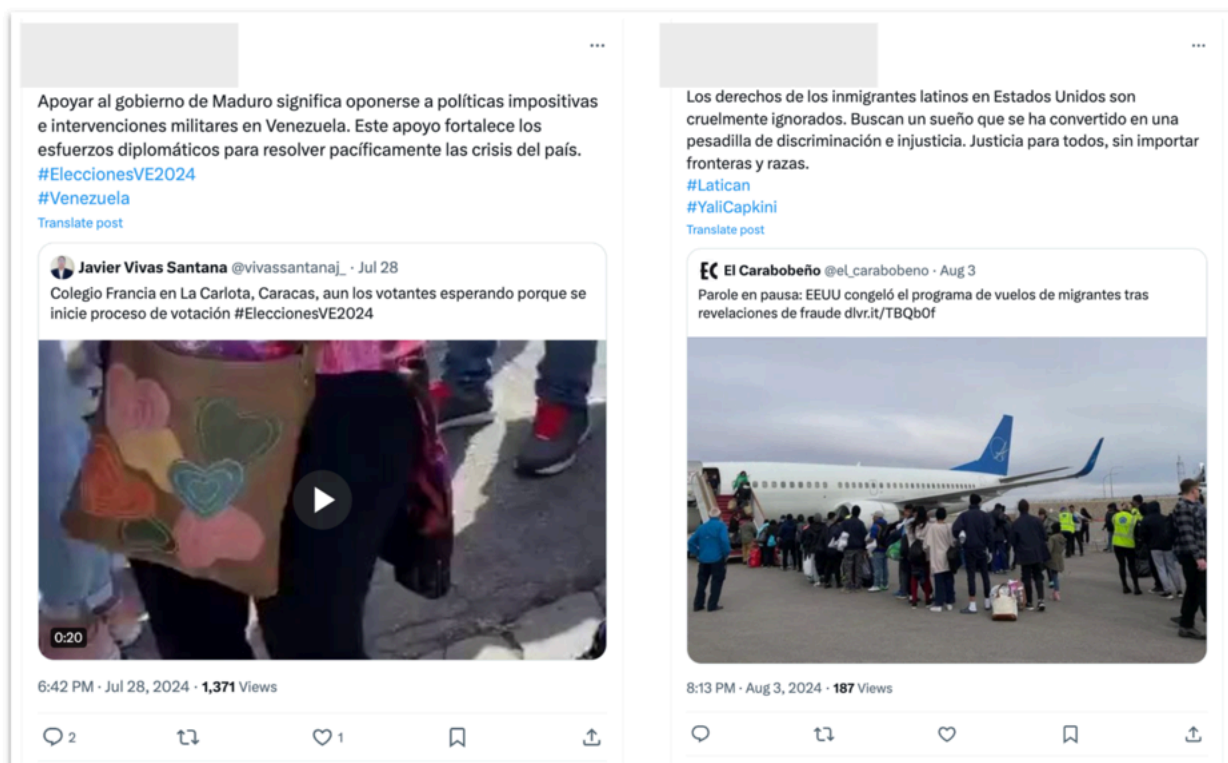 Apoyar al gobierno de Maduro significa oponerse a políticas impositivas
e intervenciones militares en Venezuela. Este apoyo fortalece los
esfuerzos diplomáticos para resolver pacíficamente las crisis del país.
#EleccionesVE2024
#Venezuela
Translate post
Javier Vivas Santana @vivassantanaj_ · Jul 28
Colegio Francia en La Carlota, Caracas, aun los votantes esperando porque se
inicie proceso de votación #EleccionesVE2024
0:20
6:42 PM · Jul 28, 2024 · 1,371 Views
2
1
Los derechos de los inmigrantes latinos en Estados Unidos son
cruelmente ignorados. Buscan un sueño que se ha convertido en una
pesadilla de discriminación e injusticia. Justicia para todos, sin importar
fronteras y razas.
#Latican
#YaliCapkini
Translate post
EC El Carabobeño @el_carabobeno · Aug 3
Parole en pausa: EEUU congeló el programa de vuelos de migrantes tras
revelaciones de fraude dlvr.it/TBQb0f
8:13 PM · Aug 3, 2024 · 187 Views